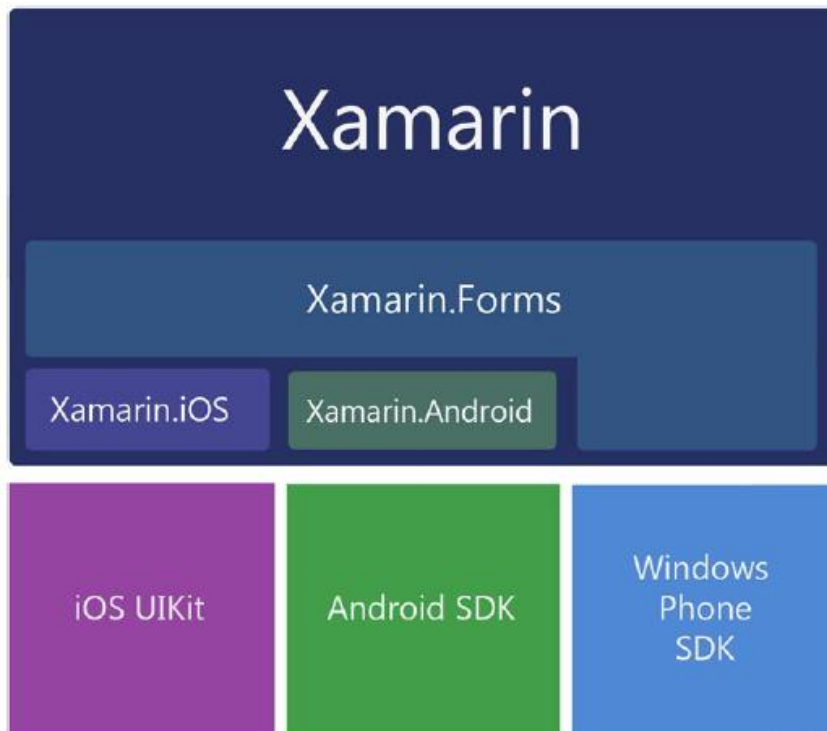 Xamarin
Xamarin.Forms
Xamarin.iOS
Xamarin.Android
iOS UIKit
Android SDK
Windows
Phone
SDK